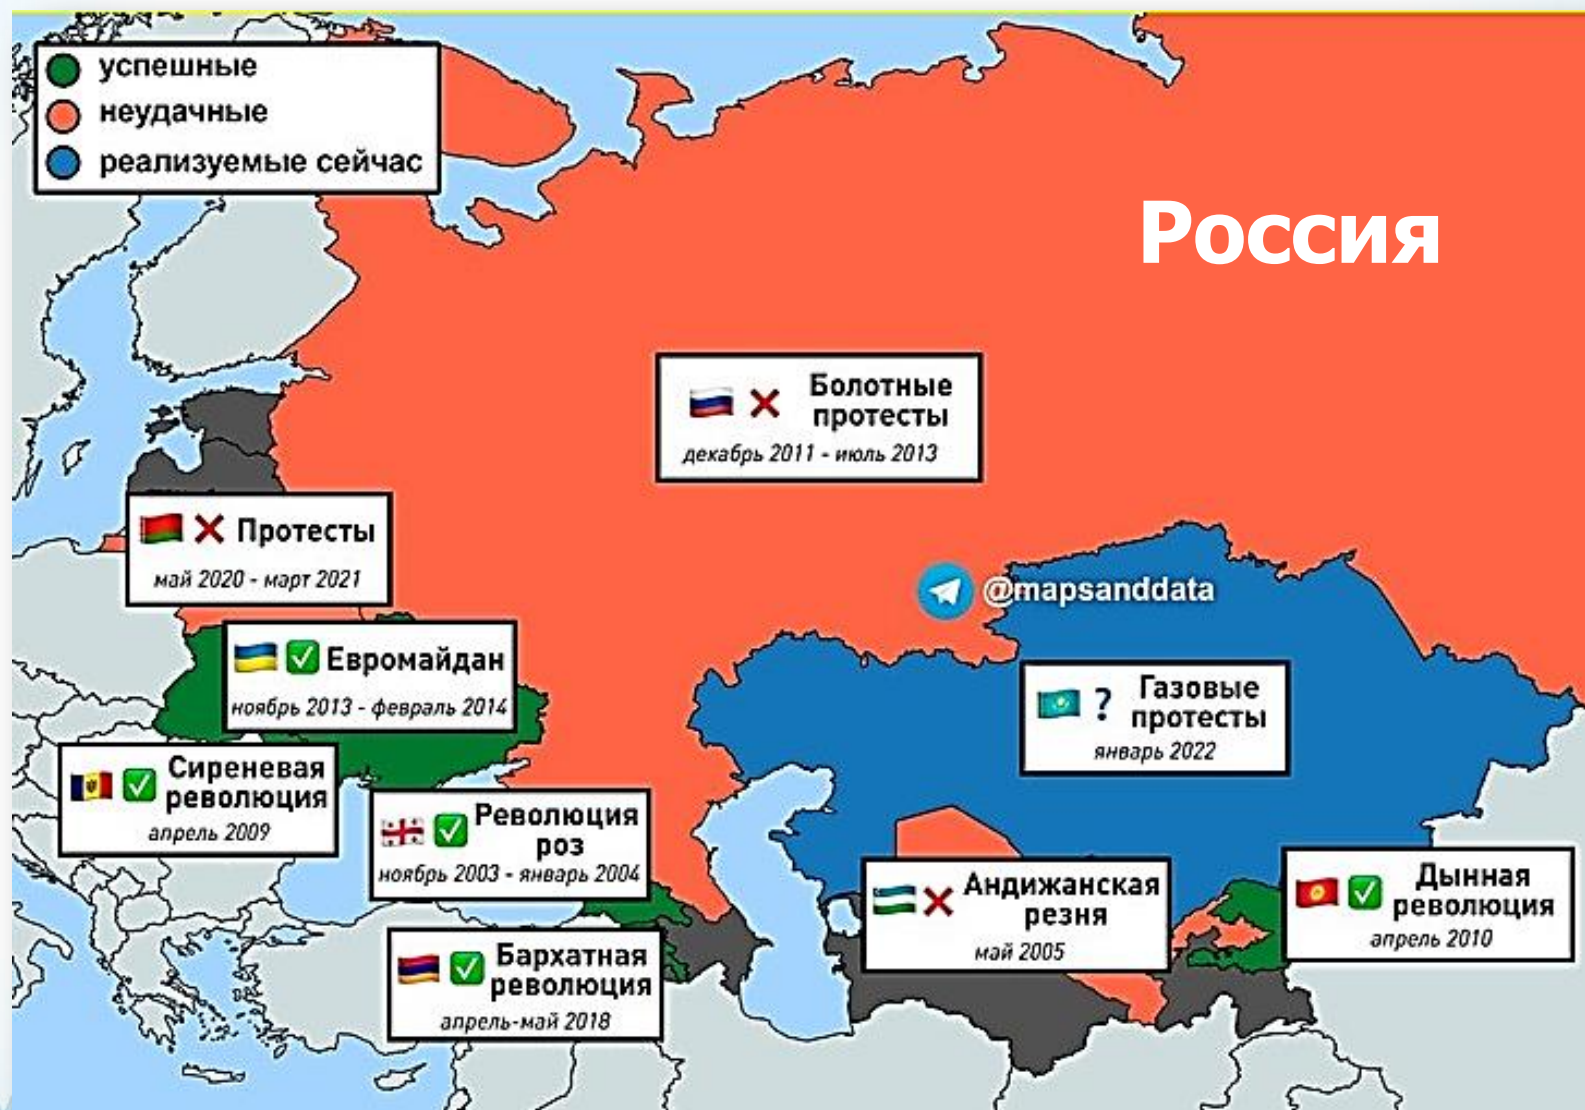 успешные
неудачные
реализуемые сейчас
Россия
Болотные
протесты
декабрь 2011 - июль 2013
Протесты
май 2020 - март 2021
@mapsanddata
Евромайдан
ноябрь 2013 - февраль 2014
Газовые
протесты
январь 2022
?
Сиреневая
революция
апрель 2009
Революция
роз
ноябрь 2003 - январь 2004
Андижанская
резня
май 2005
Дынная
революция
апрель 2010
Бархатная
революция
апрель-май 2018